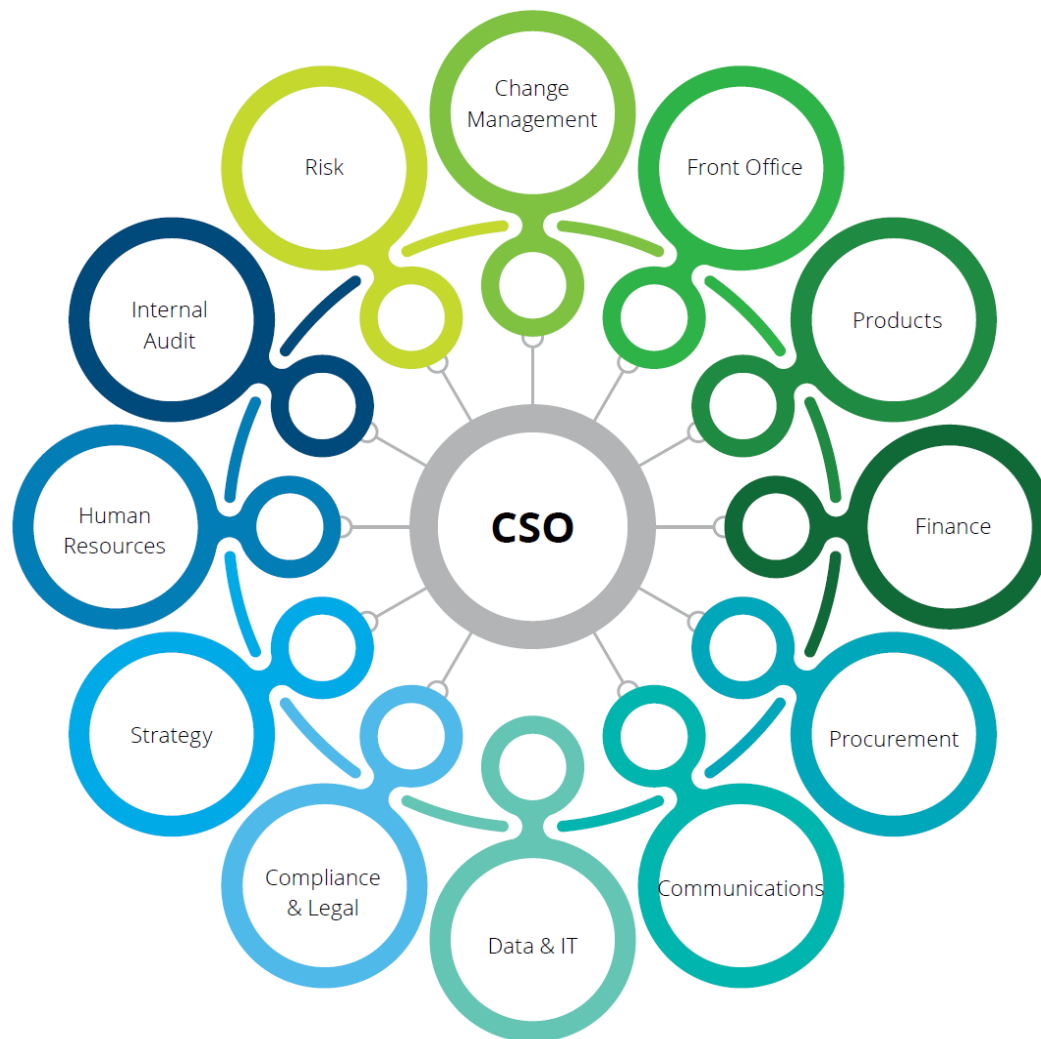 Change
Management
Front Office
Products
Finance
Procurement
Communications
Data & IT
Compliance
& Legal
Strategy
Human
Resources
Internal
Audit
Risk
CSO